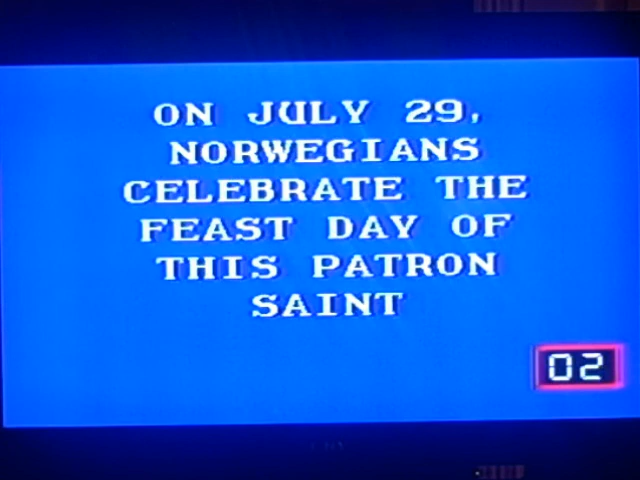 ON JULY 29,
NORWEGIANS
CELEBRATE THE
FEAST DAY OF
THIS PATRON
SAINT
02